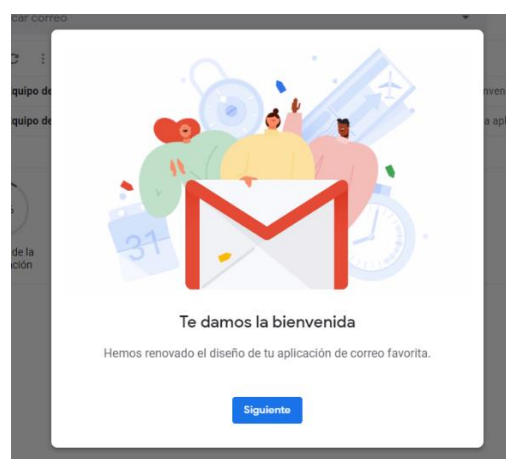 car correo
quipo de
nven
quipo de
a apl
31
de la
ción
Te damos la bienvenida
Hemos renovado el diseño de tu aplicación de correo favorita.
Siguiente